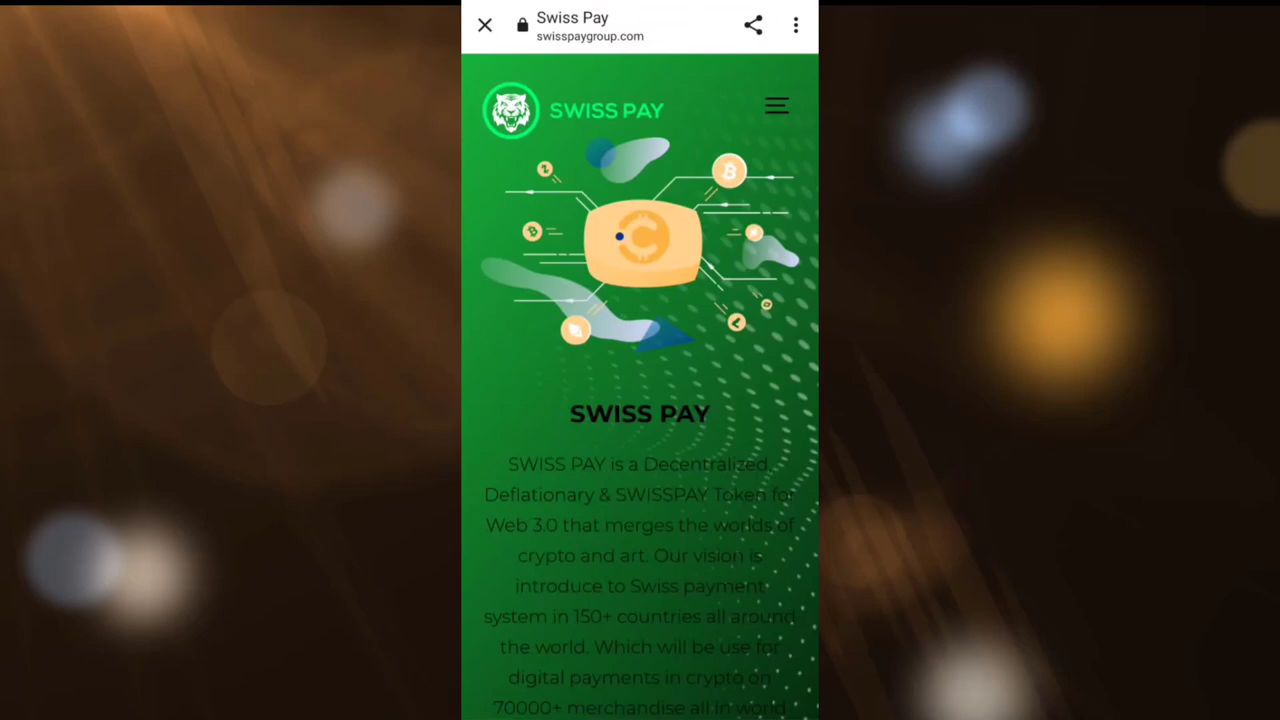 Swiss Pay
swisspaygroup.com
SWISS PAY
SWISS PAY
SWISS PAY is a Decentralized,
Deflationary & SWISSPAY Token for
Web 3.0 that merges the worlds of
crypto and art. Our vision is
introduce to Swiss payment
system in 150+ countries all around
the world. Which will be use for
digital payments in crypto on
70000+ merchandise all in world